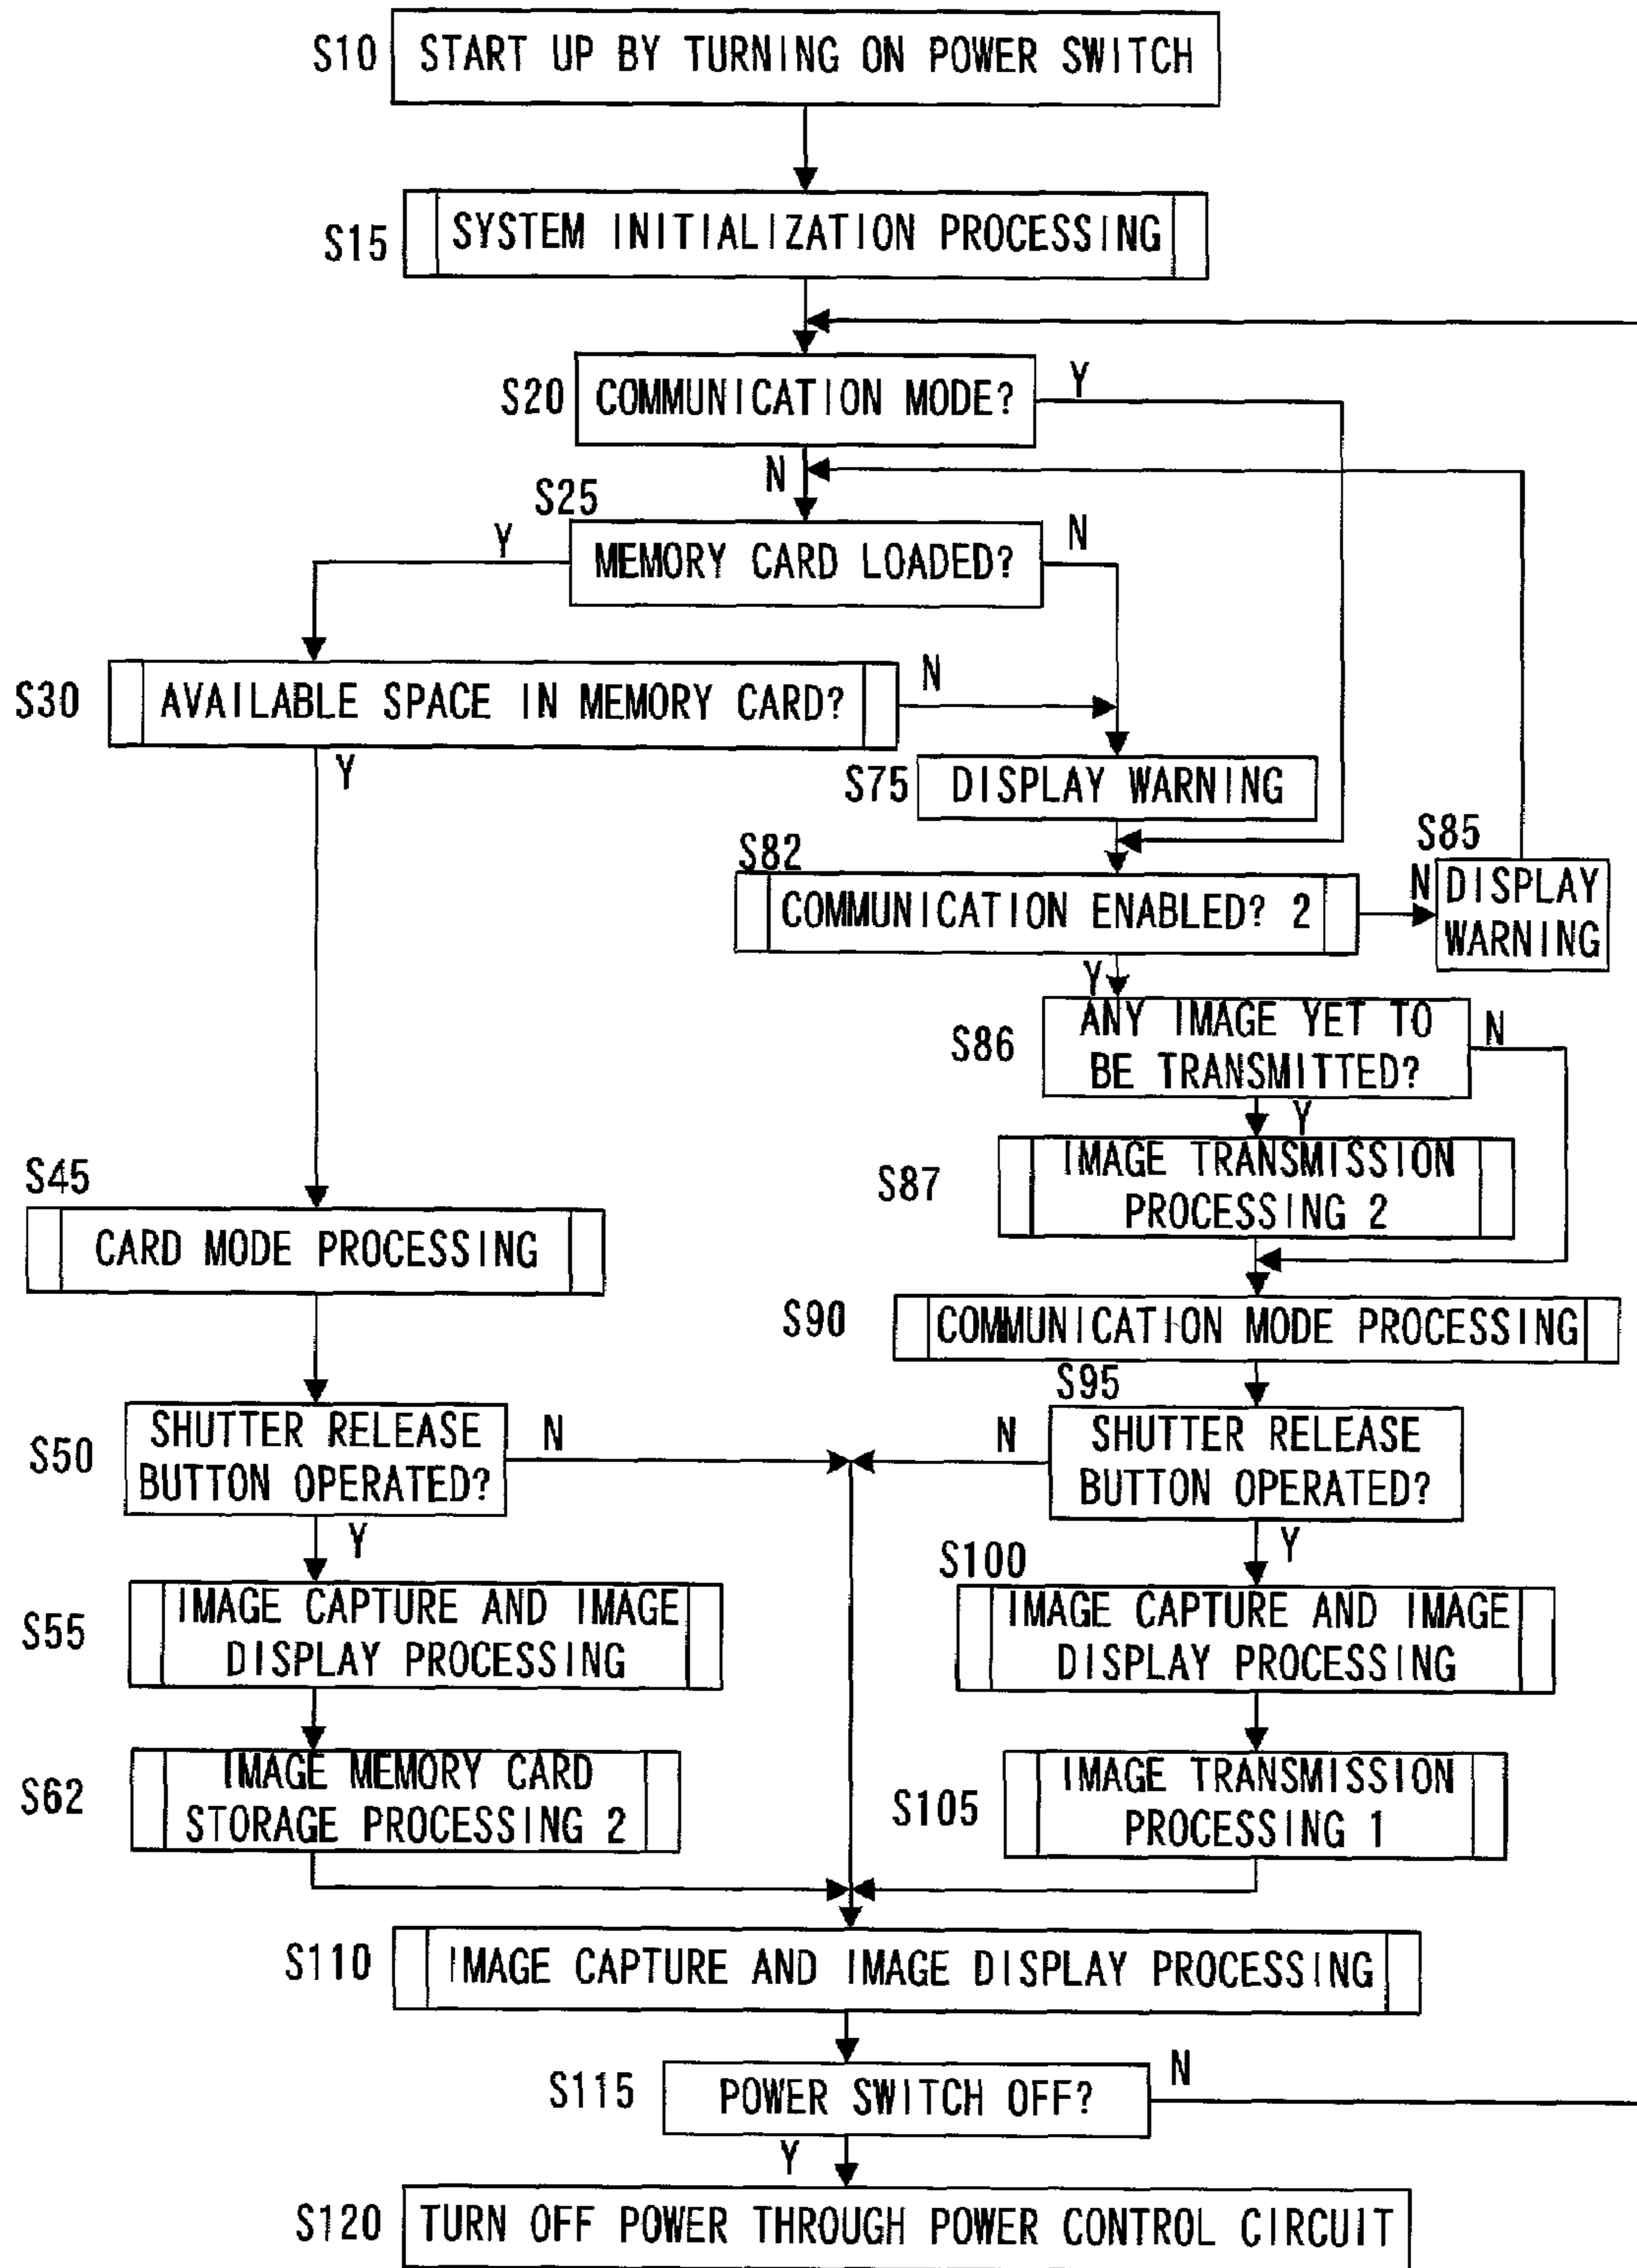 S10 START UP BY TURNING ON POWER SWITCH
S15 SYSTEM INITIALIZATION PROCESSING
S20 COMMUNICATION MODE? Y
N
S25
Y MEMORY CARD LOADED? N
S30 AVAILABLE SPACE IN MEMORY CARD? N
Y
S75 DISPLAY WARNING
S82
COMMUNICATION ENABLED? 2
S85
N DISPLAY
WARNING
Y
S86 ANY IMAGE YET TO
BE TRANSMITTED?
N
Y
S87 IMAGE TRANSMISSION
PROCESSING 2
S45
CARD MODE PROCESSING
S90 COMMUNICATION MODE PROCESSING
S50 SHUTTER RELEASE
BUTTON OPERATED?
N
Y
S95
N SHUTTER RELEASE
BUTTON OPERATED?
Y
S55 IMAGE CAPTURE AND IMAGE
DISPLAY PROCESSING
S100
IMAGE CAPTURE AND IMAGE
DISPLAY PROCESSING
S62 IMAGE MEMORY CARD
STORAGE PROCESSING 2
S105 IMAGE TRANSMISSION
PROCESSING 1
S110 IMAGE CAPTURE AND IMAGE DISPLAY PROCESSING
S115 POWER SWITCH OFF? N
Y
S120 TURN OFF POWER THROUGH POWER CONTROL CIRCUIT